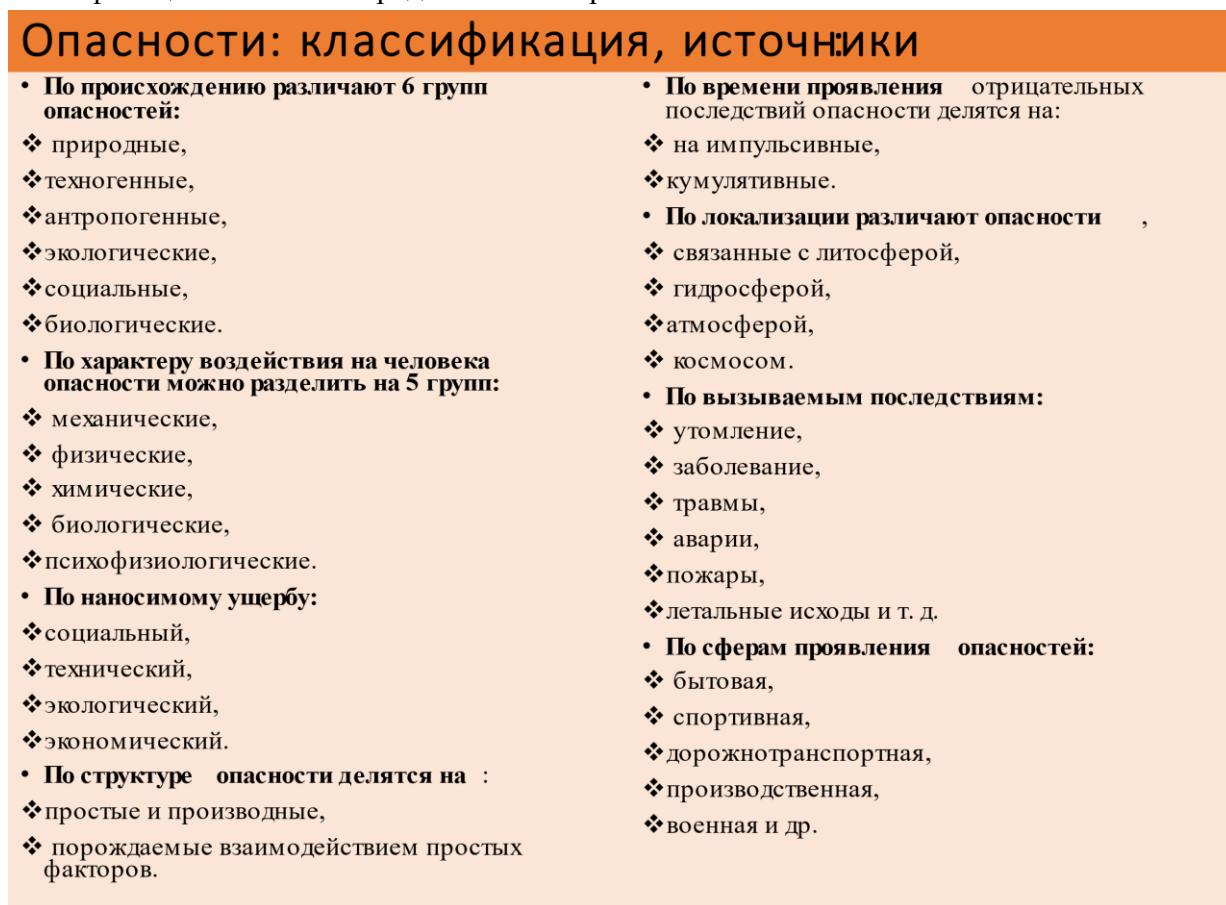 Опасности: классификация, источники:
• По происхождению различают 6 групп
опасностей:
❖ природные,
❖техногенные,
❖антропогенные,
❖экологические,
❖социальные,
❖биологические.
• По характеру воздействия на человека
опасности можно разделить на 5 групп:
❖ механические,
❖ физические,
❖ химические,
❖ биологические,
❖психофизиологические.
• По наносимому ущербу:
❖социальный,
❖технический,
❖экологический,
❖экономический.
• По структуре опасности делятся на :
❖простые и производные,
❖ порождаемые взаимодействием простых
факторов.
• По времени проявления отрицательных
последствий опасности делятся на:
❖ на импульсивные,
❖кумулятивные.
• По локализации различают опасности ,
❖ связанные с литосферой,
❖ гидросферой,
❖атмосферой,
❖ космосом.
• По вызываемым последствиям:
❖ утомление,
❖ заболевание,
❖ травмы,
❖ аварии,
❖пожары,
❖летальные исходы и т. д.
• По сферам проявления опасностей:
❖ бытовая,
❖ спортивная,
❖дорожнотранспортная,
❖производственная,
❖военная и др.